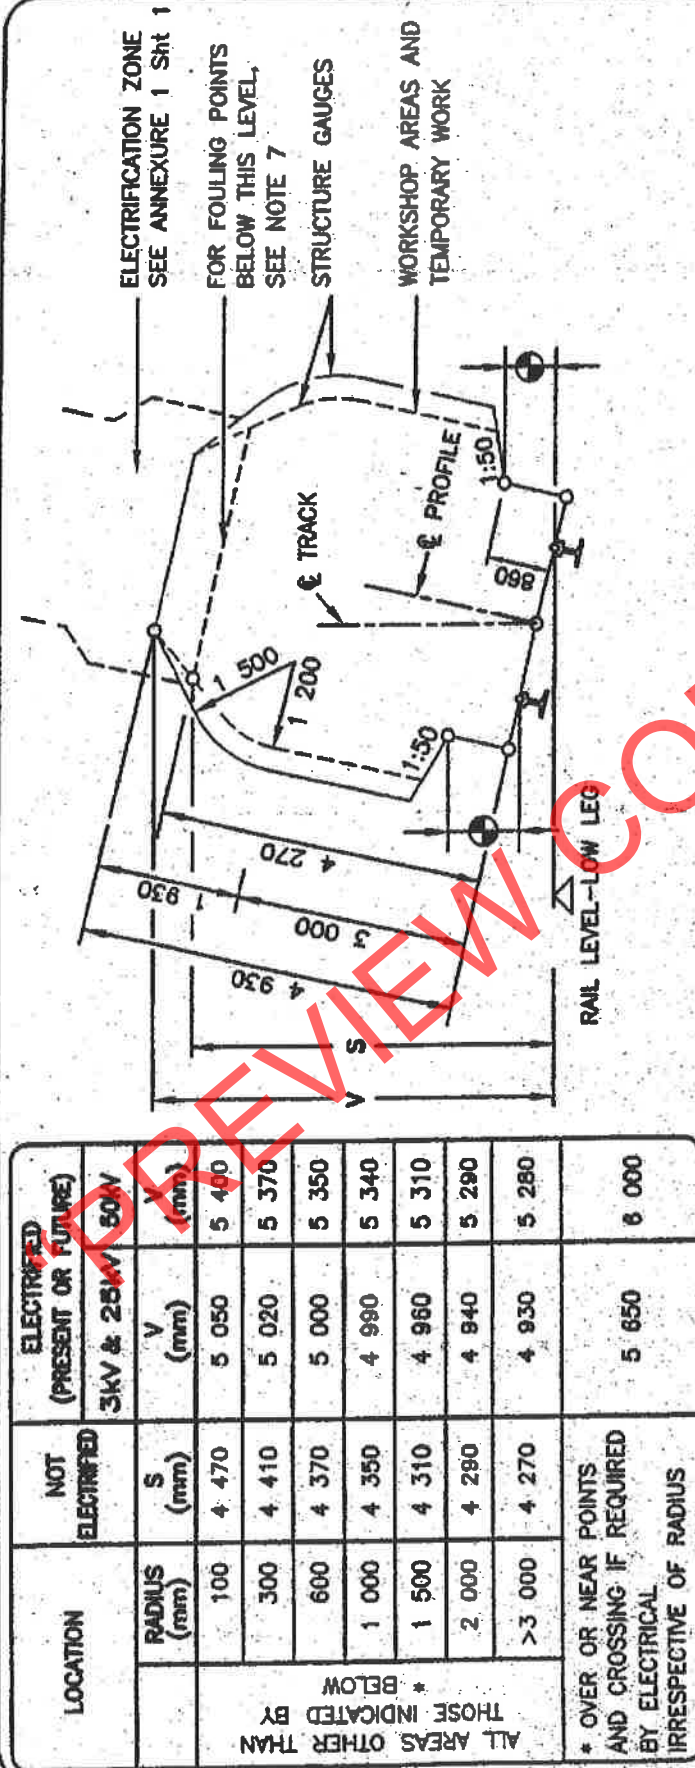 LOCATION
NOT
ELECTRIFIED
ELECTRIFIED
(PRESENT OR FUTURE)
3kV & 25kV
50kV
RADIUS
(mm)
S
(mm)
V
(mm)
V
(mm)
ALL AREAS OTHER THAN
THOSE INDICATED BY
* BELOW
100 4 470 5 050 5 400
300 4 410 5 020 5 370
600 4 370 5 000 5 350
1 000 4 350 4 990 5 340
1 500 4 310 4 960 5 310
2 000 4 290 4 940 5 290
>3 000 4 270 4 930 5 280
* OVER OR NEAR POINTS
AND CROSSING IF REQUIRED
BY ELECTRICAL
IRRESPECTIVE OF RADIUS
5 650 6 000
ELECTRIFICATION ZONE
SEE ANNEXURE 1 Sht 1
FOR FOULING POINTS
BELOW THIS LEVEL,
SEE NOTE 7
STRUCTURE GAUGES
WORKSHOP AREAS AND
TEMPORARY WORK
1 500
1 200
℄ TRACK
℄ PROFILE
1:50
1:50
860
4 270
1 930
3 000
4 930
S
V
RAIL LEVEL-LOW LEG
"PREVIEW CO